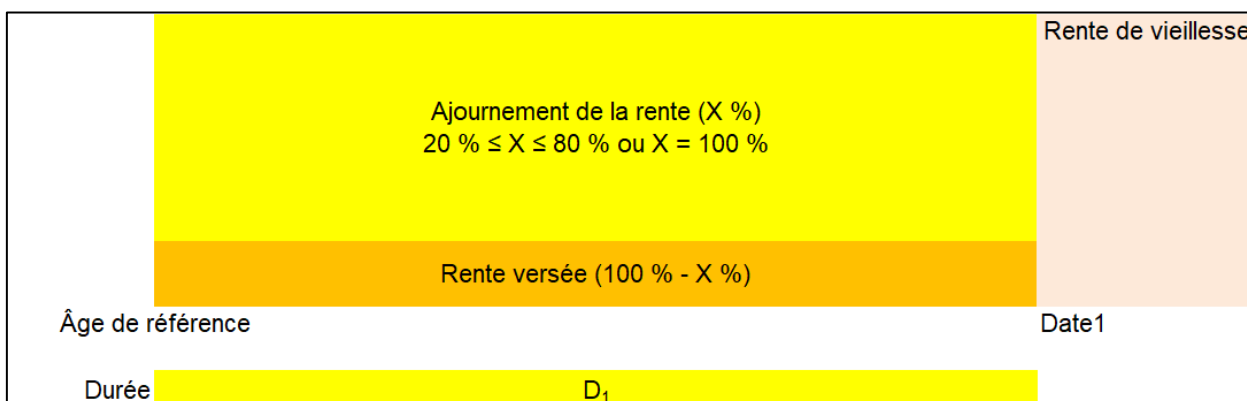 Rente de vieillesse
Ajournement de la rente (X %)
20 % ≤ X ≤ 80 % ou X = 100 %
Rente versée (100 % - X %)
Âge de référence
Date1
Durée
D₁